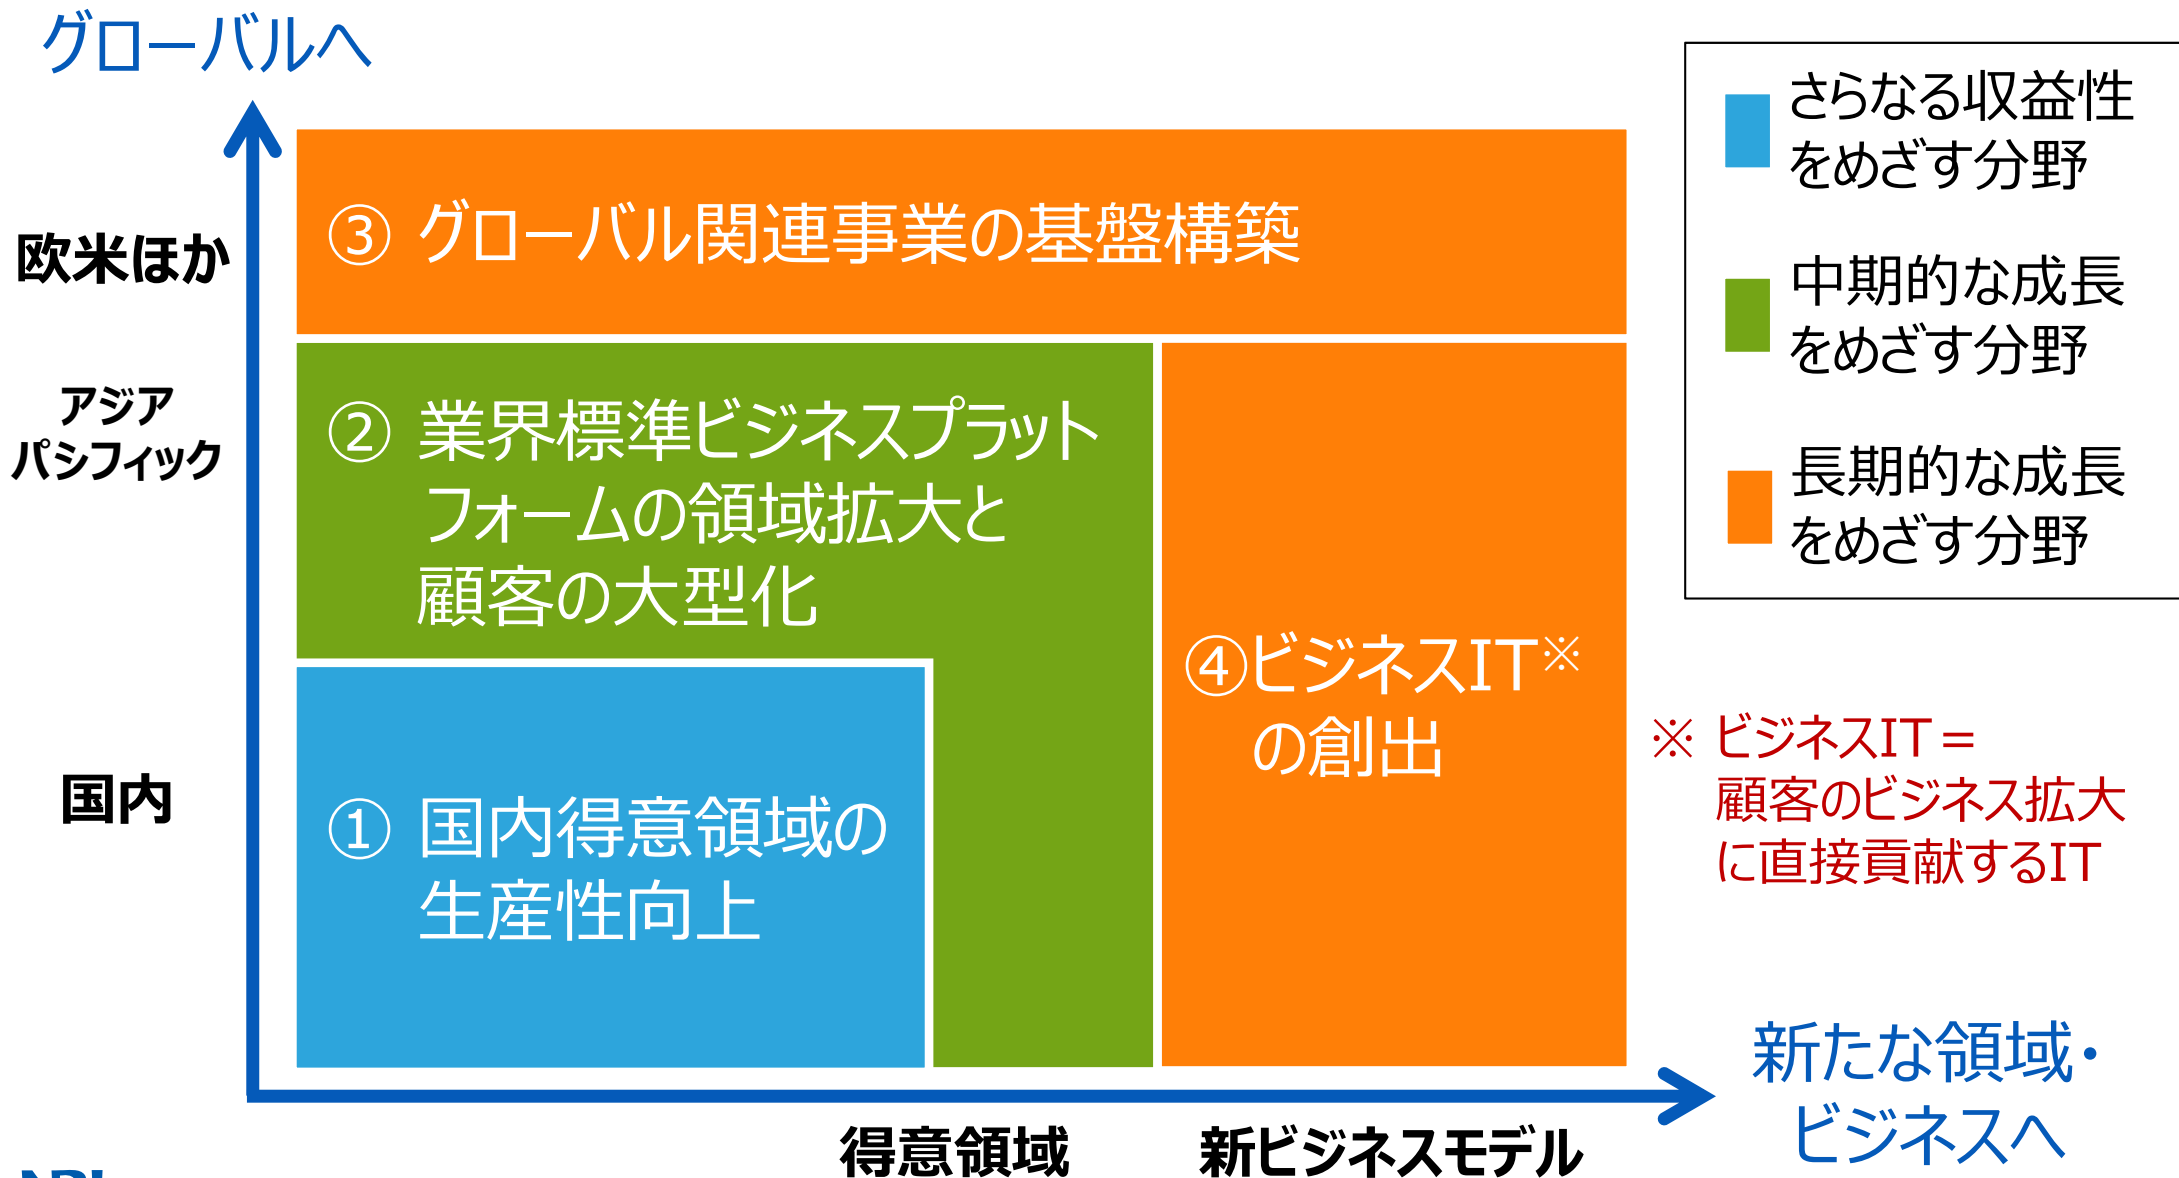 グローバルへ
欧米ほか
アジア
パシフィック
国内
③ グローバル関連事業の基盤構築
② 業界標準ビジネスプラット
フォームの領域拡大と
顧客の大型化
① 国内得意領域の
生産性向上
④ビジネスIT※
の創出
さらなる収益性
をめざす分野
中期的な成長
をめざす分野
長期的な成長
をめざす分野
※ ビジネスIT＝
顧客のビジネス拡大
に直接貢献するIT
得意領域
新ビジネスモデル
新たな領域・
ビジネスへ